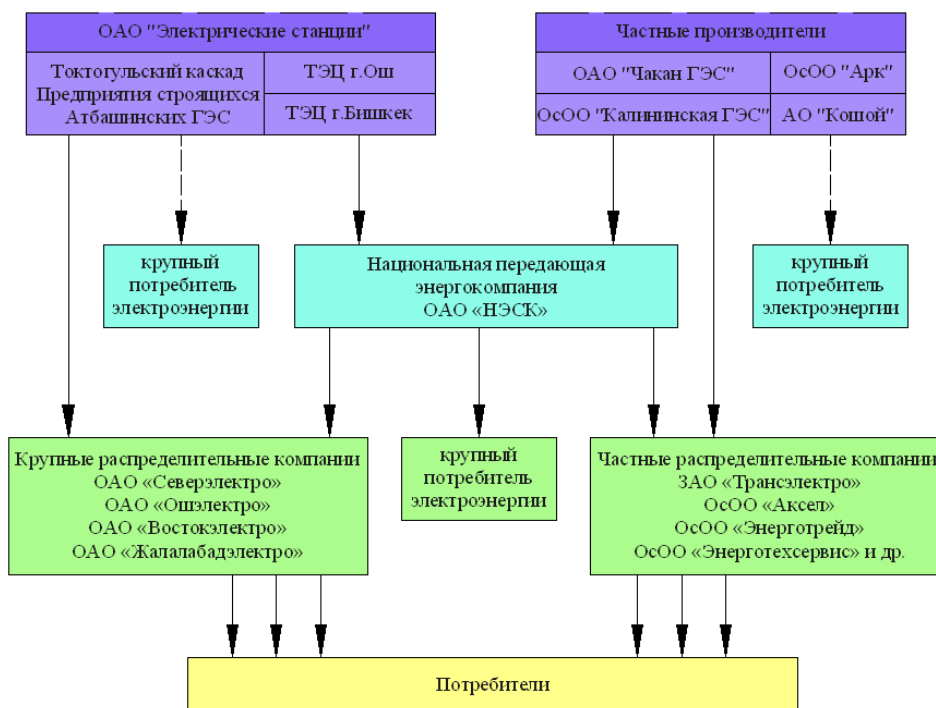 ОАО "Электрические станции"
Токтогульский каскад
Предприятия строящихся
Атбашинских ГЭС
ТЭЦ г.Ош
ТЭЦ г.Бишкек
Частные производители
ОАО "Чакан ГЭС"
ОсОО "Арк"
ОсОО "Калининская ГЭС"
АО "Кошой"
крупный
потребитель
электроэнергии
Национальная передающая
энергокомпания
ОАО «НЭСК»
крупный
потребитель
электроэнергии
Крупные распределительные компании
ОАО «Северэлектро»
ОАО «Ошэлектро»
ОАО «Востокэлектро»
ОАО «Жалалабадэлектро»
крупный
потребитель
электроэнергии
Частные распределительные компании
ЗАО «Трансэлектро»
ОсОО «Аксел»
ОсОО «Энерготрейд»
ОсОО «Энерготехсервис» и др.
Потребители